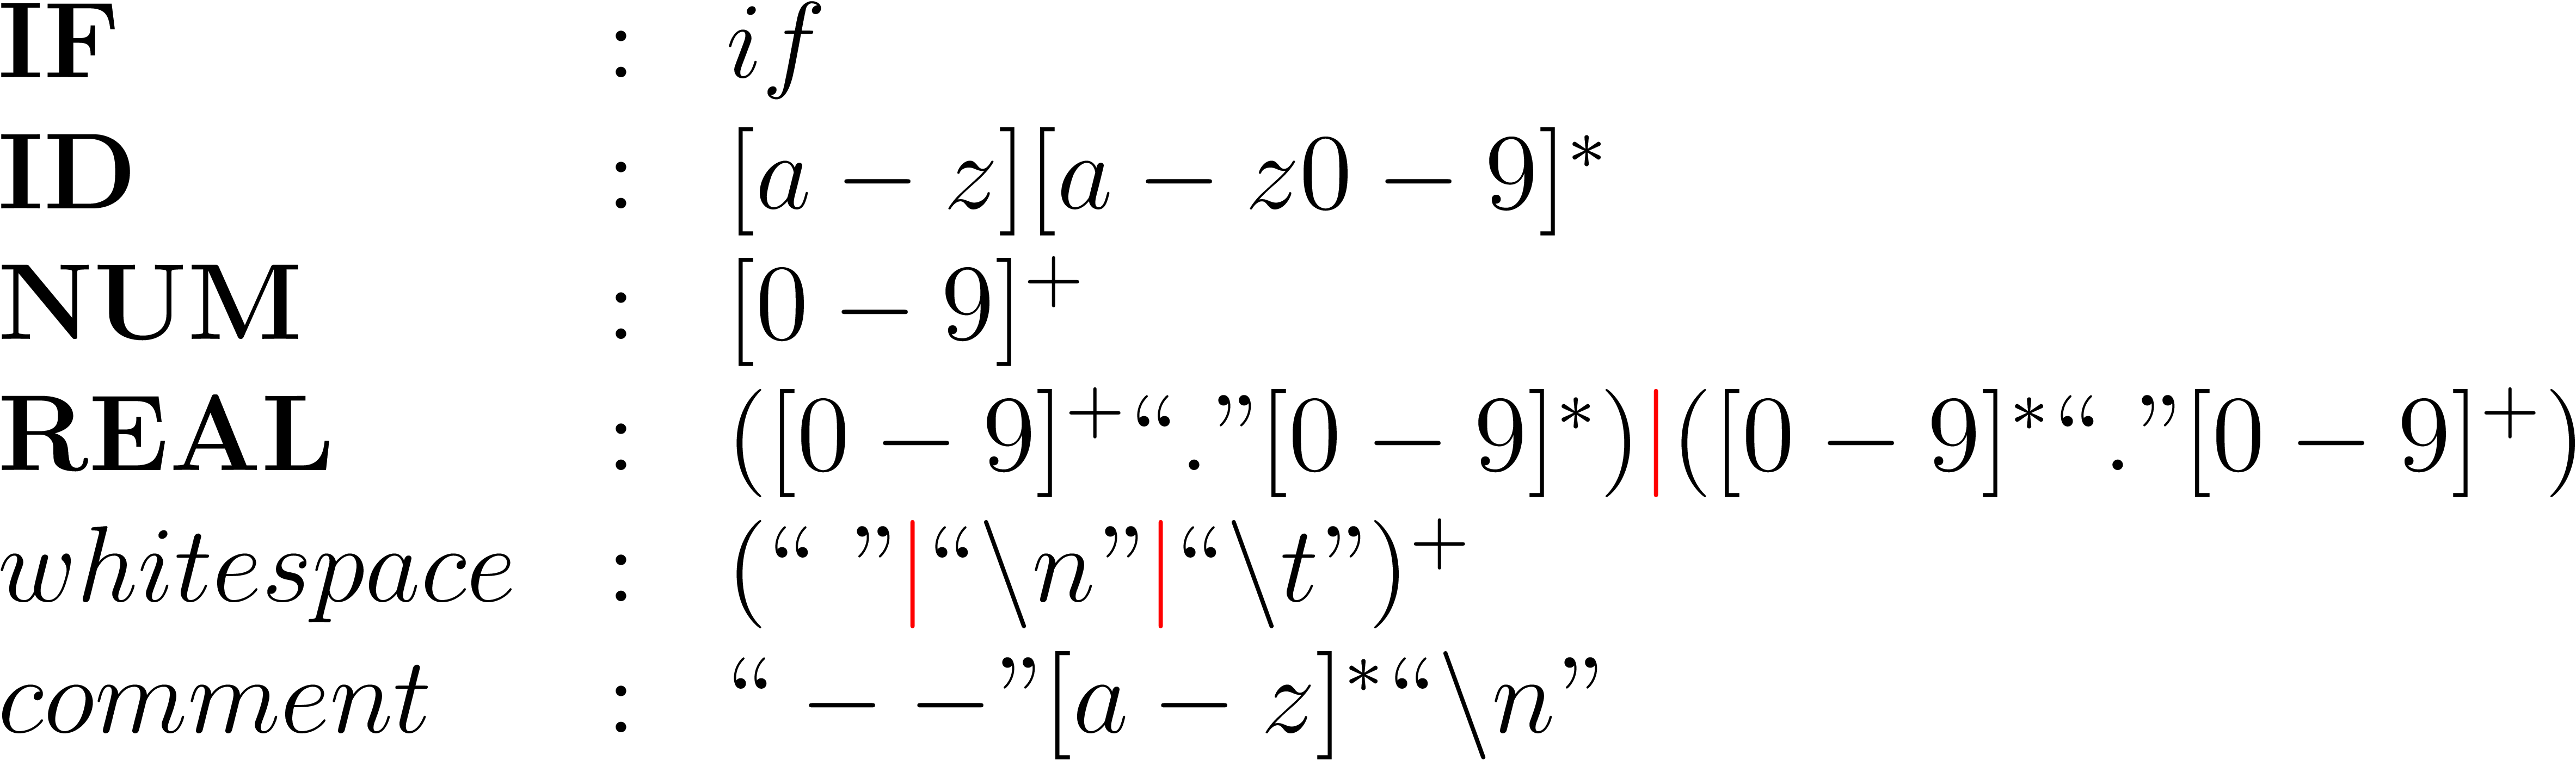 IF : if
ID : [a − z][a − z0 − 9]*
NUM : [0 − 9]⁺
REAL : ([0 − 9]⁺“.”[0 − 9]*)|([0 − 9]*“.”[0 − 9]⁺)
whitespace : (“ ”|“\n”|“\t”)⁺
comment : “− −”[a − z]*“\n”